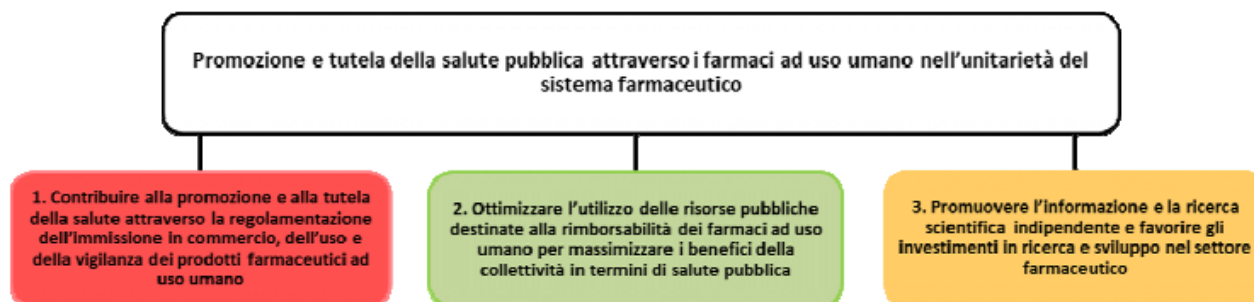 Promozione e tutela della salute pubblica attraverso i farmaci ad uso umano nell'unitarietà del
sistema farmaceutico
1. Contribuire alla promozione e alla tutela
della salute attraverso la regolamentazione
dell'immissione in commercio, dell'uso e
della vigilanza dei prodotti farmaceutici ad
uso umano
2. Ottimizzare l'utilizzo delle risorse pubbliche
destinate alla rimborsabilità dei farmaci ad
uso umano per massimizzare i benefici della
collettività in termini di salute pubblica
3. Promuovere l'informazione e la ricerca
scientifica indipendente e favorire gli
investimenti in ricerca e sviluppo nel settore
farmaceutico